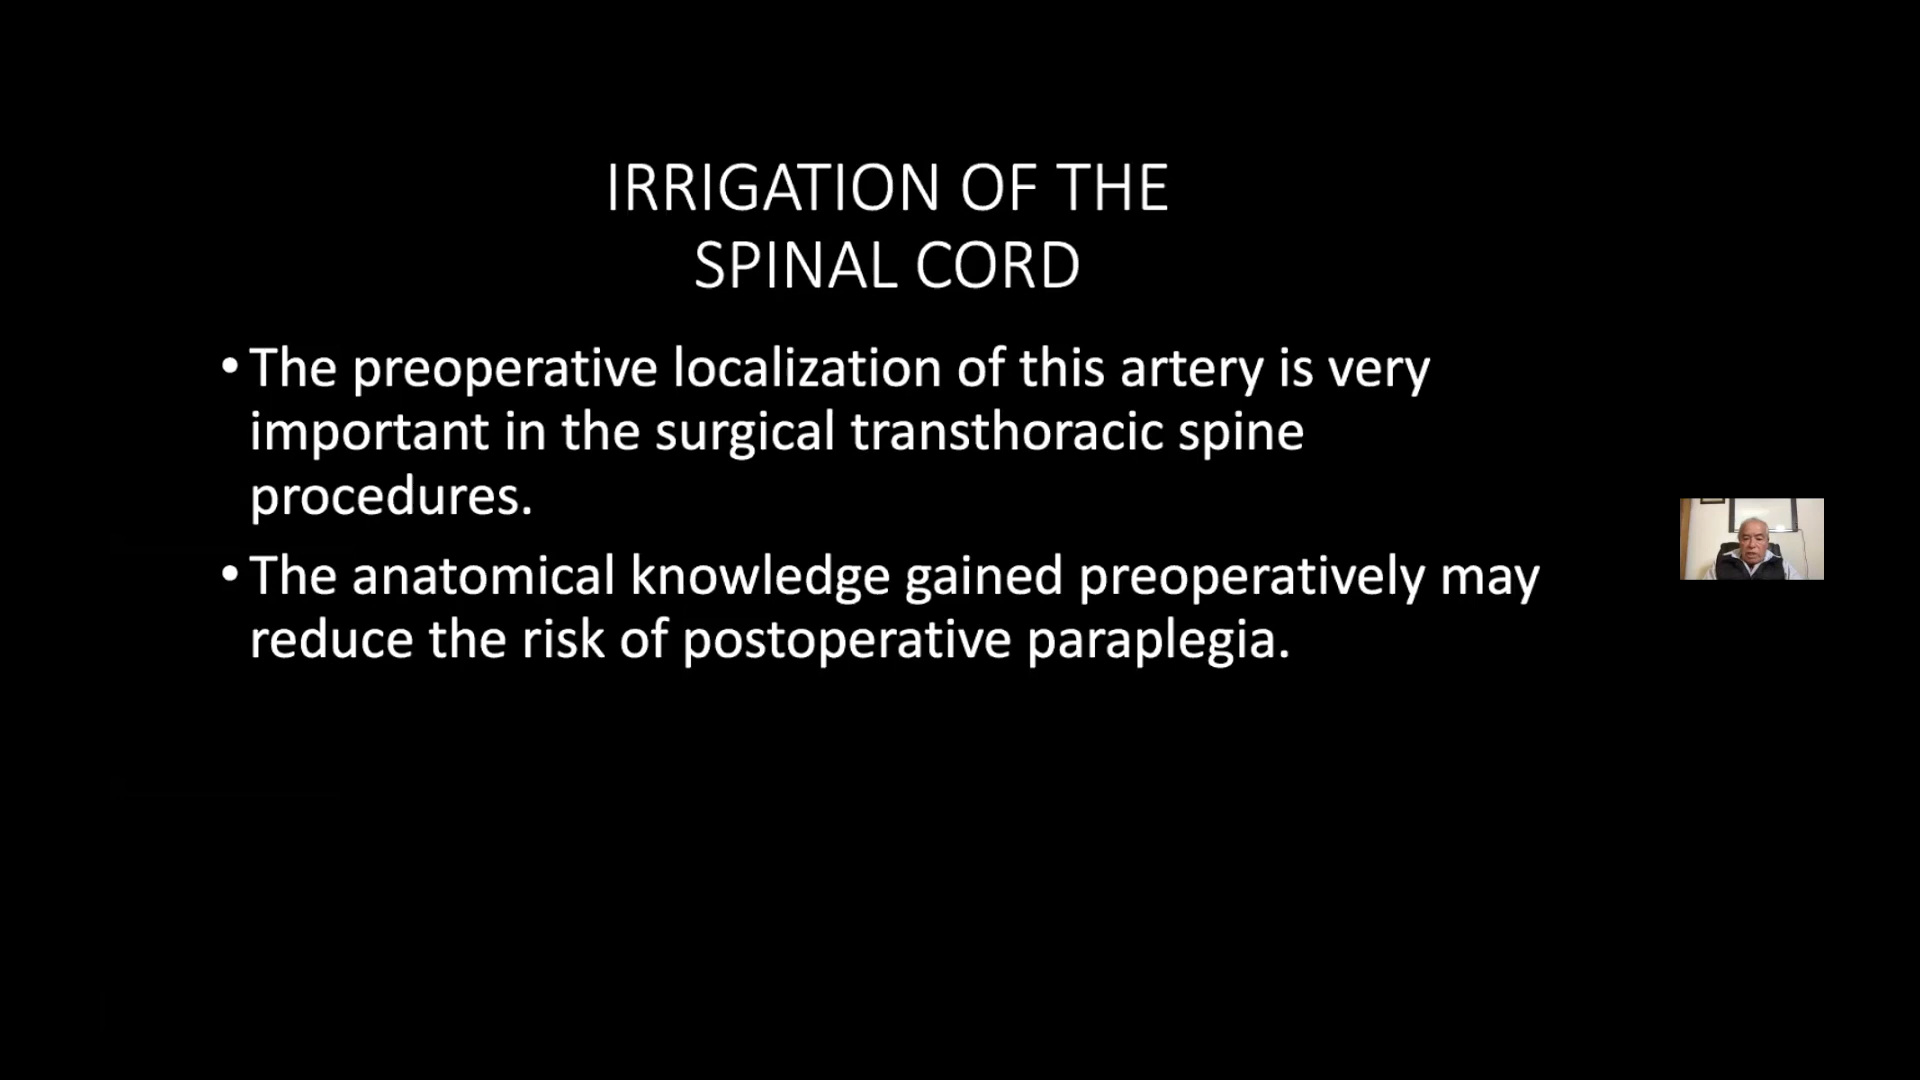 IRRIGATION OF THE
SPINAL CORD
• The preoperative localization of this artery is very
important in the surgical transthoracic spine
procedures.
• The anatomical knowledge gained preoperatively may
reduce the risk of postoperative paraplegia.